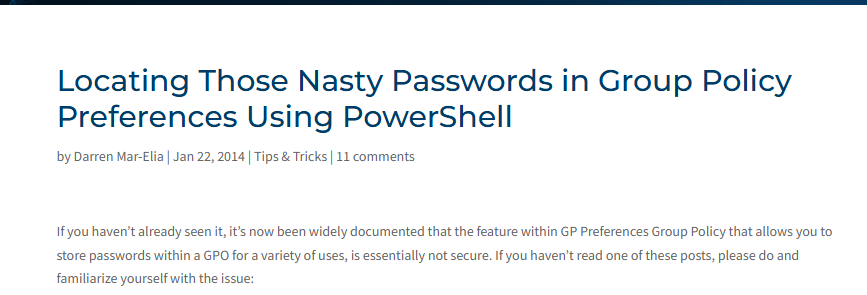 Locating Those Nasty Passwords in Group Policy
Preferences Using PowerShell
by Darren Mar-Elia | Jan 22, 2014 | Tips & Tricks | 11 comments
If you haven’t already seen it, it’s now been widely documented that the feature within GP Preferences Group Policy that allows you to
store passwords within a GPO for a variety of uses, is essentially not secure. If you haven’t read one of these posts, please do and
familiarize yourself with the issue: